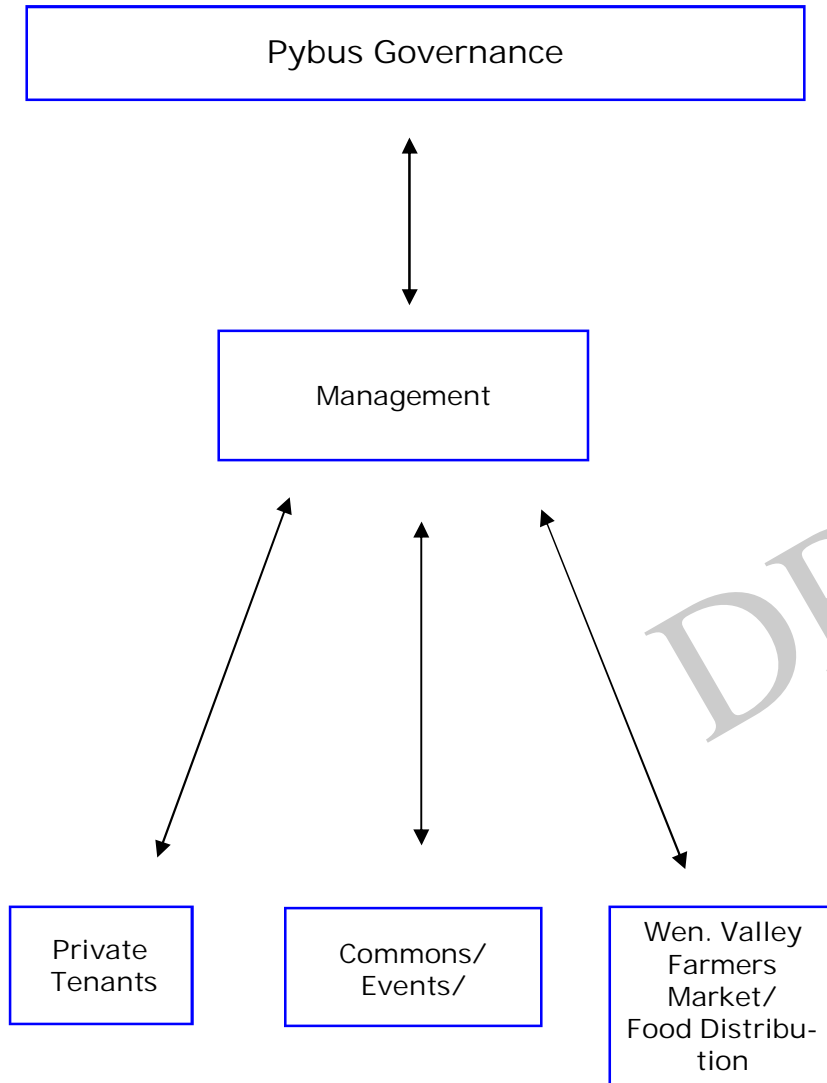 Pybus Governance
Management
Private
Tenants
Commons/
Events/
Wen. Valley
Farmers
Market/
Food Distribu-
tion